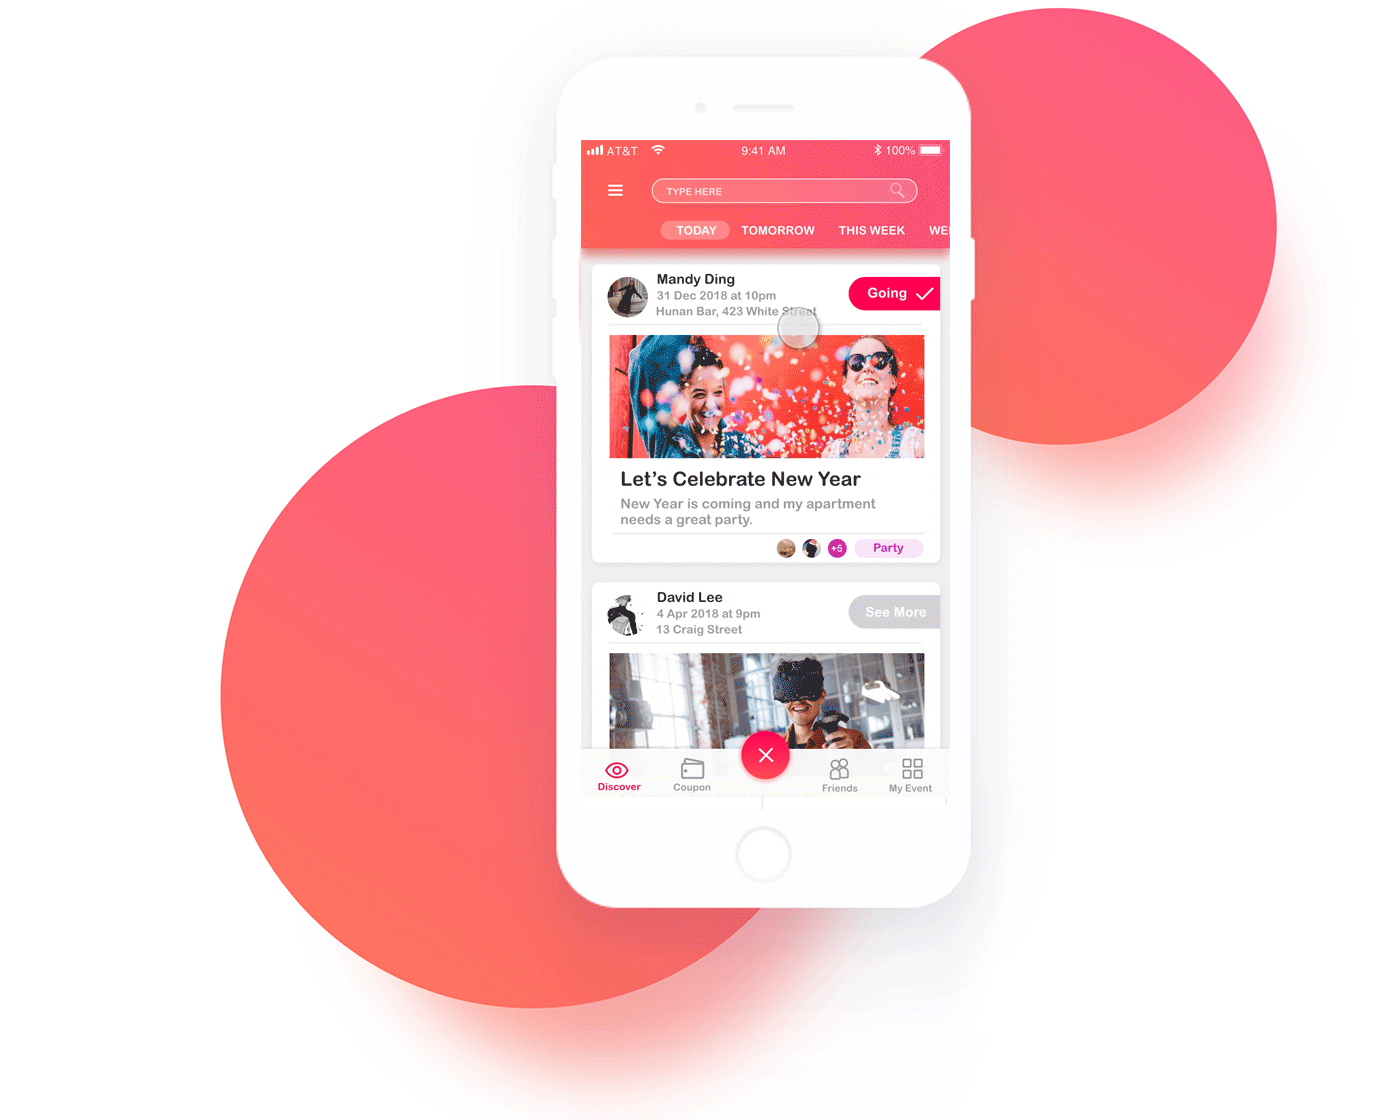 AT&T 9:41 AM 100%
TYPE HERE
TODAY TOMORROW THIS WEEK WE
Mandy Ding
31 Dec 2018 at 10pm
Hunan Bar, 423 White Street
Going
Let's Celebrate New Year
New Year is coming and my apartment
needs a great party.
+5 Party
David Lee
4 Apr 2018 at 9pm
13 Craig Street
See More
Discover Coupon Friends My Event